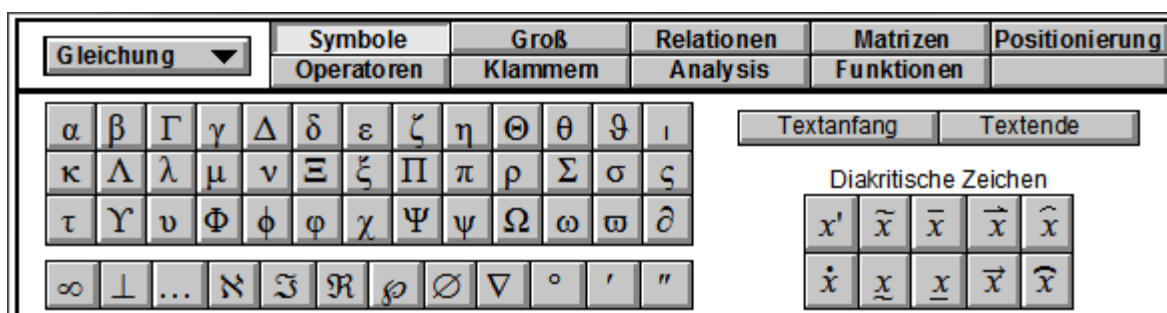 Gleichung
Symbole Groß Relationen Matrizen Positionierung
Operatoren Klammern Analysis Funktionen
α β Γ γ Δ δ ε ζ η Θ θ ϑ ι
κ Λ λ μ ν Ξ ξ Π π ρ Σ σ ς
τ ϒ υ Φ ϕ φ χ Ψ ψ Ω ω ϖ ∂
∞ ⊥ … ℵ ℑ ℜ ℘ ∅ ∇ ° ′ ″
Textanfang Textende
Diakritische Zeichen
x' x̃ x̅ x⃑ x̂
ẋ x̰ x̲ x⃗ x̑